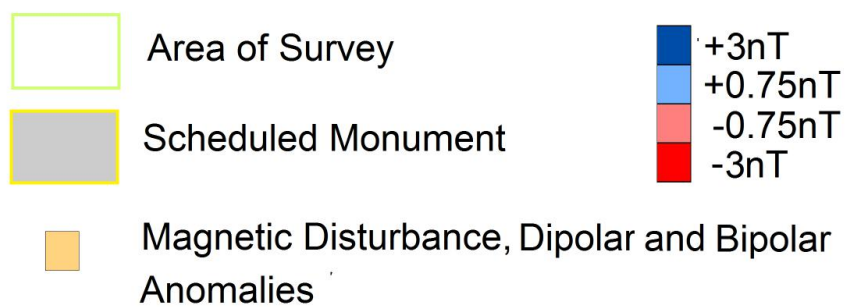 Area of Survey
Scheduled Monument
Magnetic Disturbance, Dipolar and Bipolar
Anomalies
+3nT
+0.75nT
-0.75nT
-3nT